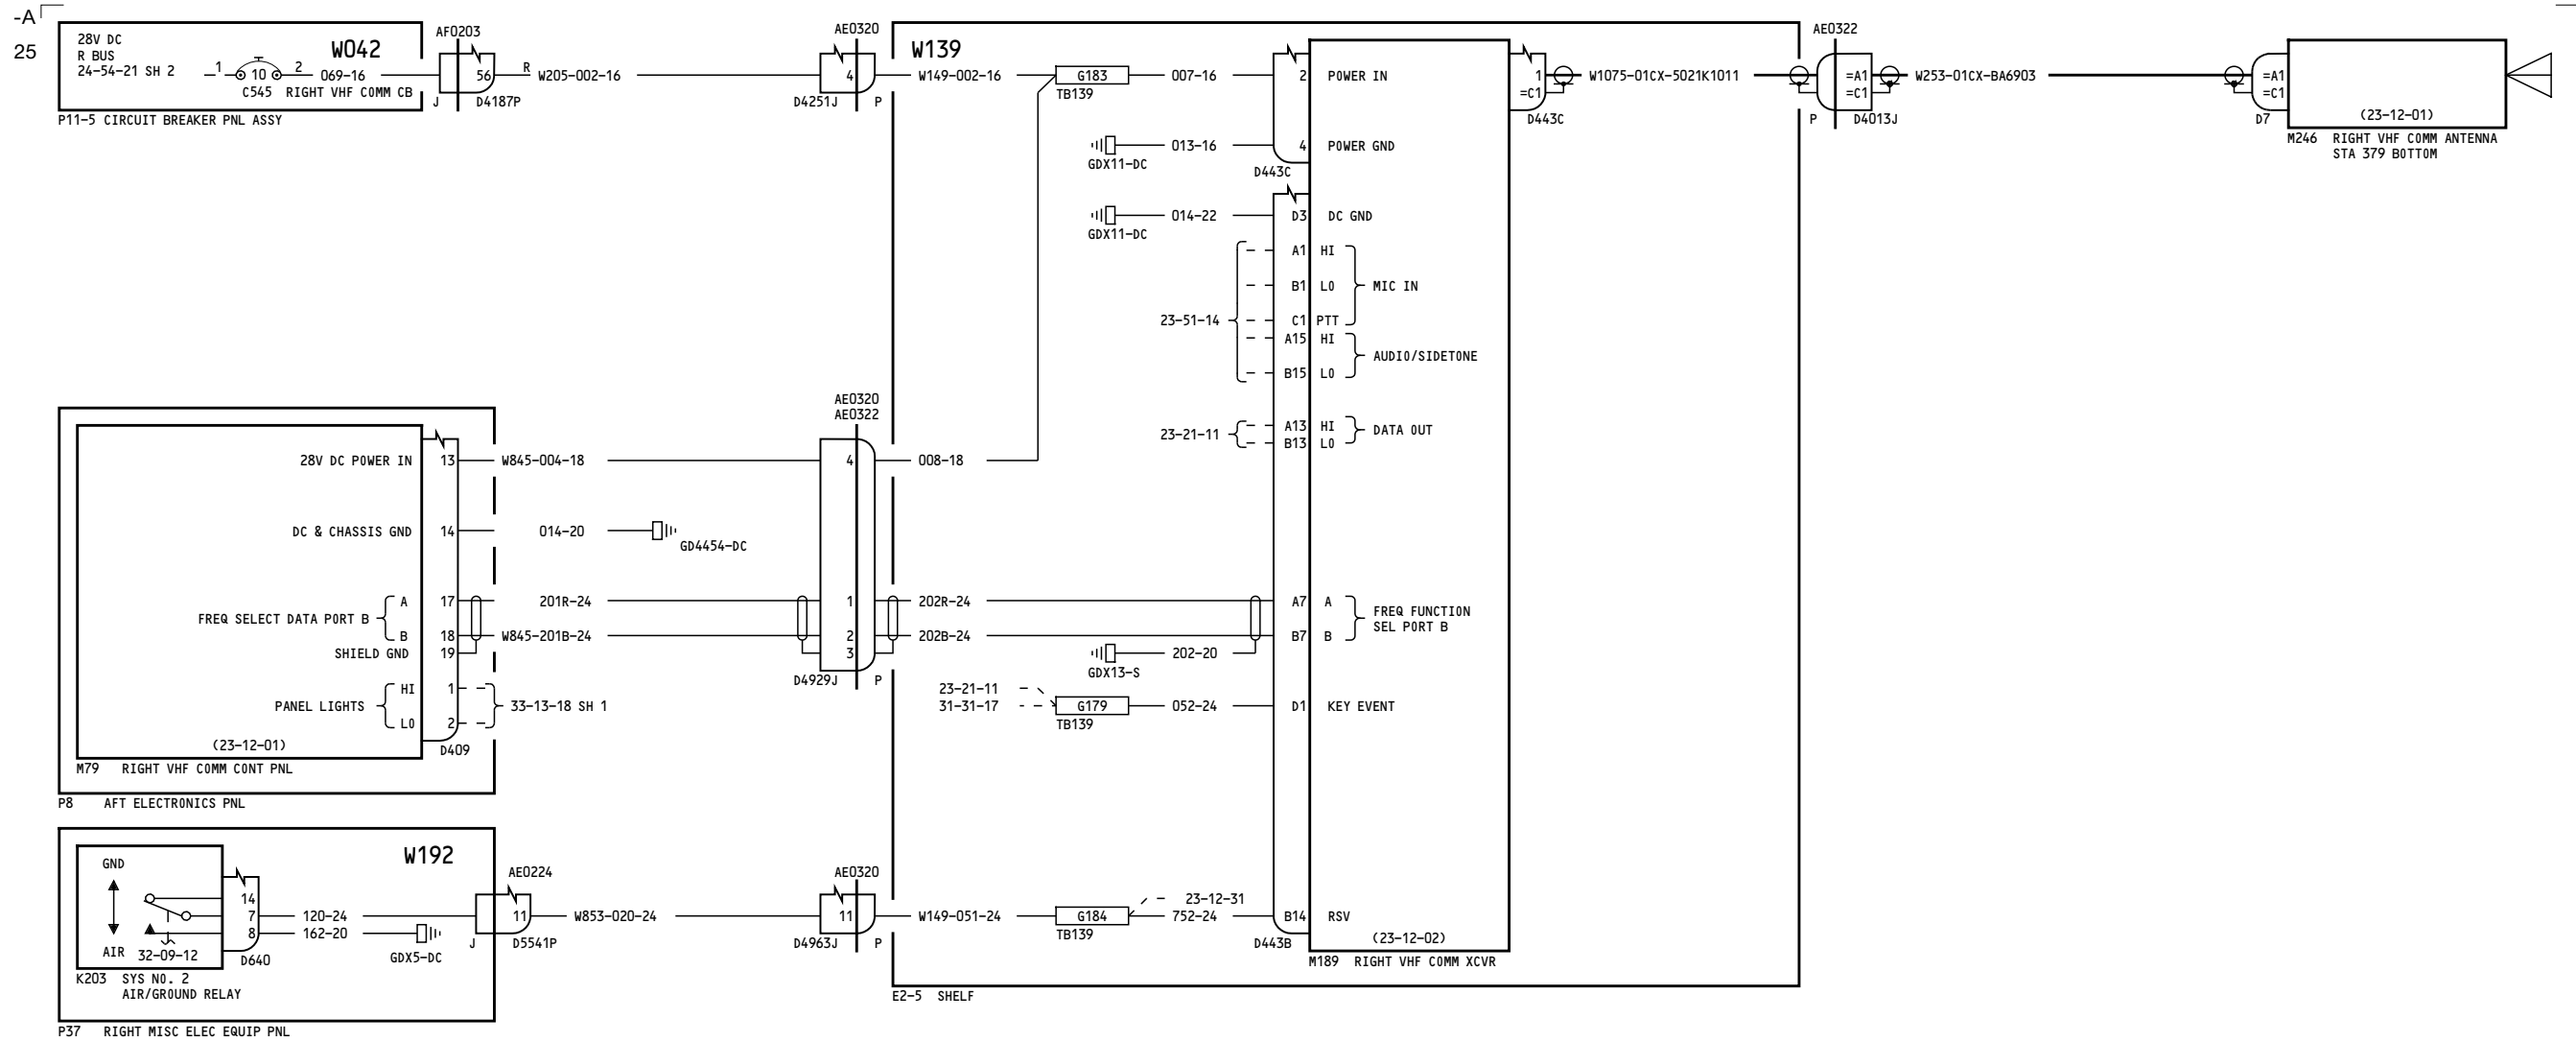 -A
25
28V DC
R BUS
24-54-21 SH 2
1
10
2
069-16
C545 RIGHT VHF COMM CB
W042
P11-5 CIRCUIT BREAKER PNL ASSY
AF0203
56
J
D4187P
R
W205-002-16
AE0320
4
D4251J
P
W139
W149-002-16
G183
TB139
007-16
2
POWER IN
GDX11-DC
013-16
4
POWER GND
D443C
GDX11-DC
014-22
D3
DC GND
A1
HI
B1
LO
MIC IN
C1
PTT
23-51-14
A15
HI
AUDIO/SIDETONE
B15
LO
23-21-11
A13
HI
B13
LO
DATA OUT
1
=C1
D443C
W1075-01CX-5021K1011
AE0322
=A1
=C1
P
D4013J
W253-01CX-BA6903
=A1
=C1
D7
(23-12-01)
M246 RIGHT VHF COMM ANTENNA
STA 379 BOTTOM
28V DC POWER IN
13
W845-004-18
AE0320
AE0322
4
008-18
DC & CHASSIS GND
14
014-20
GD4454-DC
FREQ SELECT DATA PORT B
A
17
201R-24
1
202R-24
A7
A
B
18
W845-201B-24
2
202B-24
B7
B
FREQ FUNCTION
SEL PORT B
SHIELD GND
19
3
GDX13-S
202-20
D4929J
P
PANEL LIGHTS
HI
1
LO
2
33-13-18 SH 1
(23-12-01)
D409
M79 RIGHT VHF COMM CONT PNL
P8 AFT ELECTRONICS PNL
23-21-11
31-31-17
G179
TB139
052-24
D1
KEY EVENT
W192
GND
AIR
32-09-12
14
7
8
D640
K203 SYS NO. 2
AIR/GROUND RELAY
120-24
162-20
GDX5-DC
AE0224
11
J
D5541P
W853-020-24
AE0320
11
D4963J
P
W149-051-24
G184
TB139
23-12-31
752-24
B14
RSV
D443B
(23-12-02)
M189 RIGHT VHF COMM XCVR
E2-5 SHELF
P37 RIGHT MISC ELEC EQUIP PNL